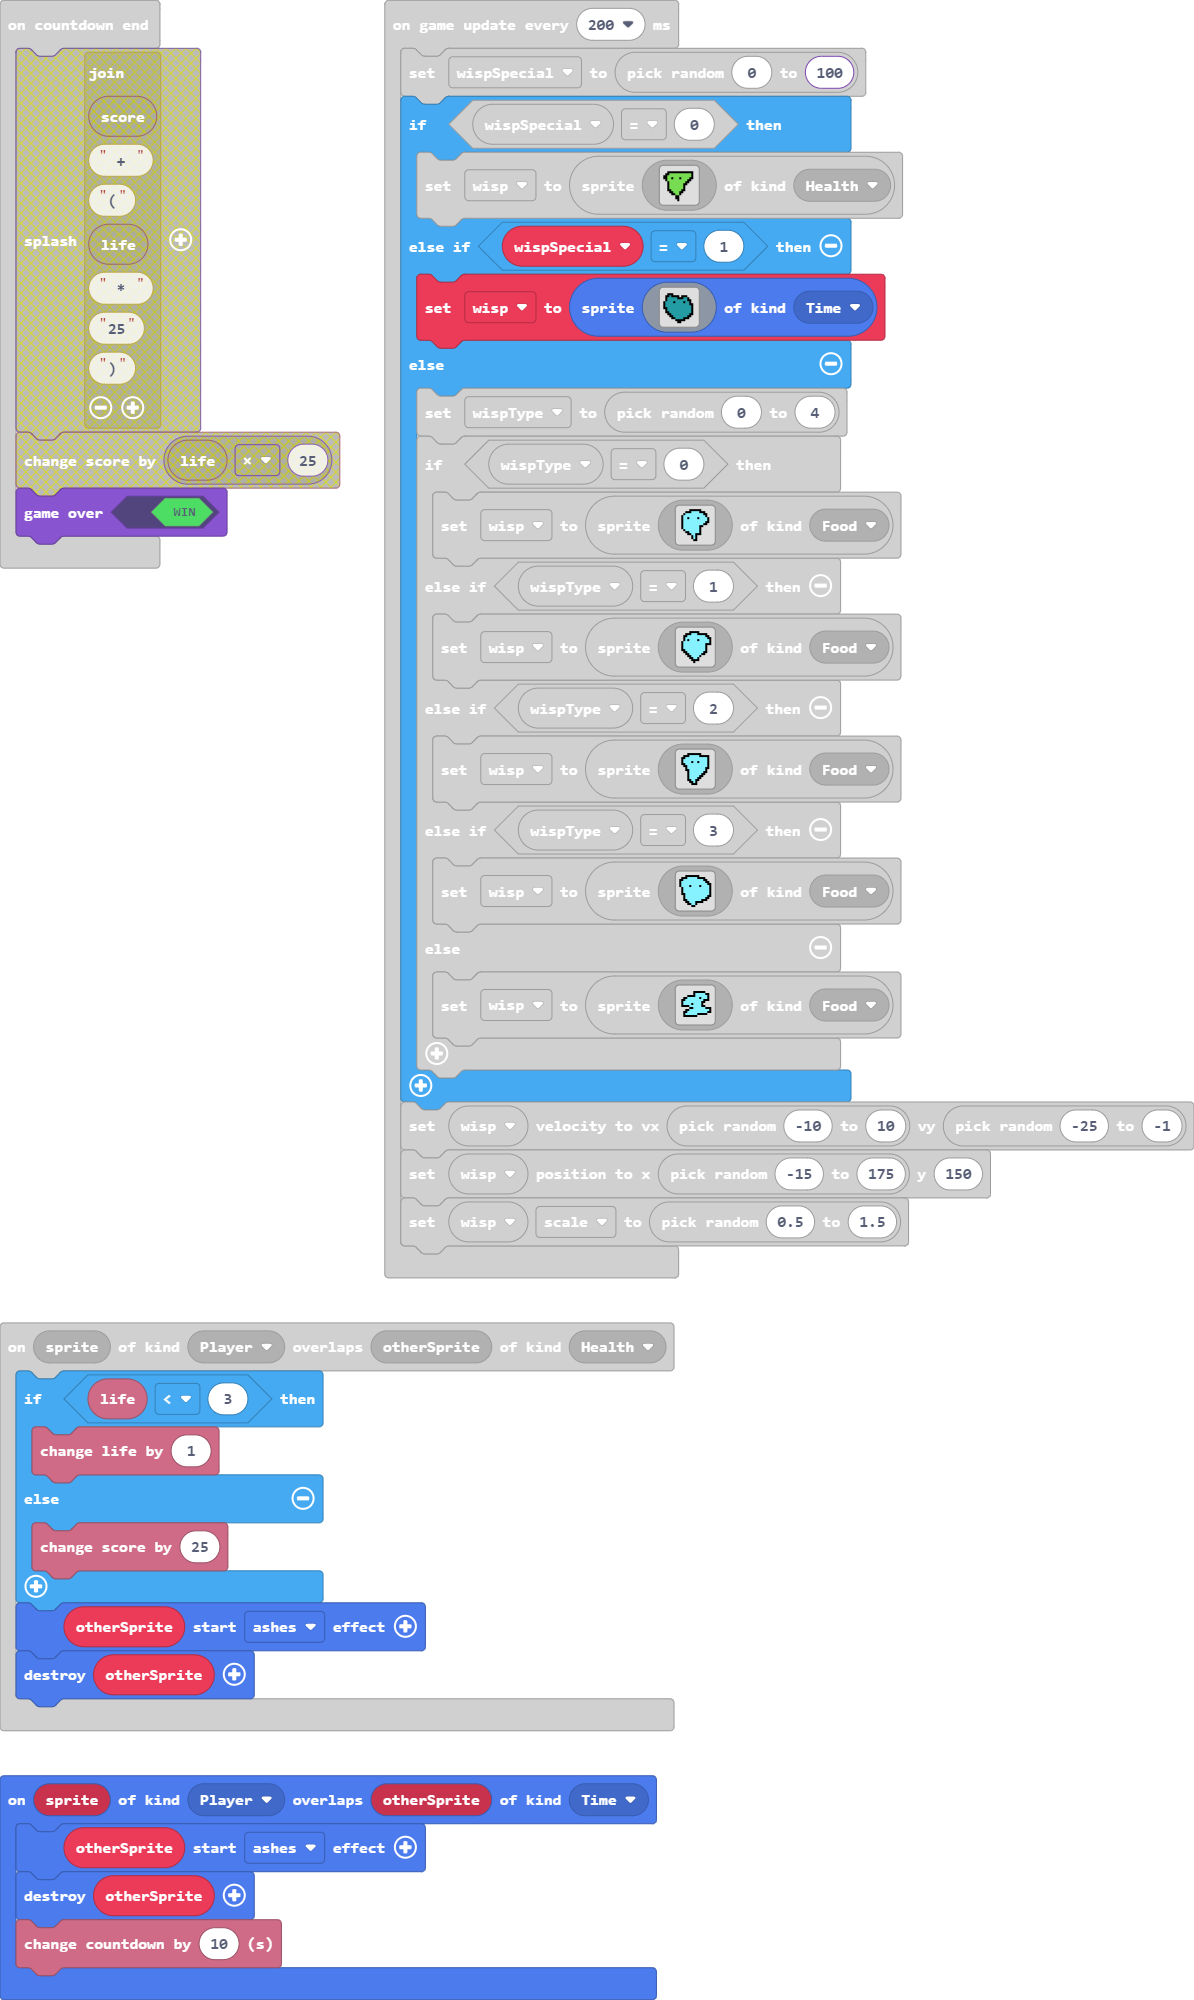 on countdown end
splash
join
score
" + "
"("
life
" * "
"25"
")"
change score by life × 25
game over WIN
on game update every 200 ms
set wispSpecial to pick random 0 to 100
if wispSpecial = 0 then
set wisp to sprite of kind Health
else if wispSpecial = 1 then
set wisp to sprite of kind Time
else
set wispType to pick random 0 to 4
if wispType = 0 then
set wisp to sprite of kind Food
else if wispType = 1 then
set wisp to sprite of kind Food
else if wispType = 2 then
set wisp to sprite of kind Food
else if wispType = 3 then
set wisp to sprite of kind Food
else
set wisp to sprite of kind Food
set wisp velocity to vx pick random -10 to 10 vy pick random -25 to -1
set wisp position to x pick random -15 to 175 y 150
set wisp scale to pick random 0.5 to 1.5
on sprite of kind Player overlaps otherSprite of kind Health
if life < 3 then
change life by 1
else
change score by 25
otherSprite start ashes effect
destroy otherSprite
on sprite of kind Player overlaps otherSprite of kind Time
otherSprite start ashes effect
destroy otherSprite
change countdown by 10 (s)